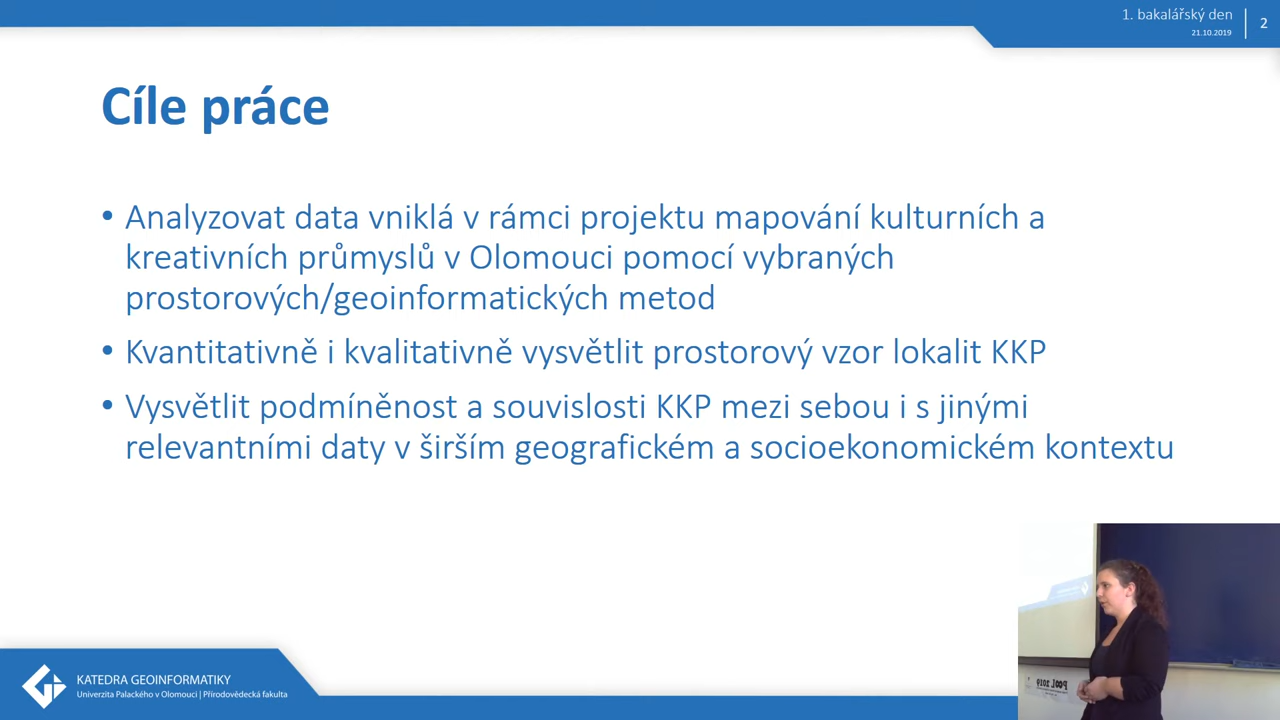 1. bakalářský den
21.10.2019
2
Cíle práce
• Analyzovat data vniklá v rámci projektu mapování kulturních a
kreativních průmyslů v Olomouci pomocí vybraných
prostorových/geoinformatických metod
• Kvantitativně i kvalitativně vysvětlit prostorový vzor lokalit KKP
• Vysvětlit podmíněnost a souvislosti KKP mezi sebou i s jinými
relevantními daty v širším geografickém a socioekonomickém kontextu
KATEDRA GEOINFORMATIKY
Univerzita Palackého v Olomouci | Přírodovědecká fakulta